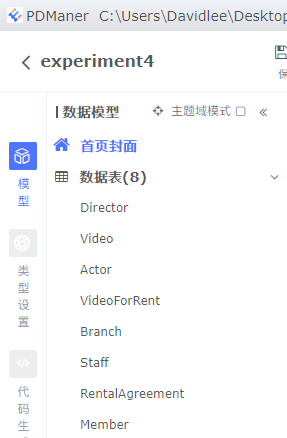 PDManer C:\Users\Davidlee\Desktop
experiment4
数据模型 主题域模式
首页封面
数据表(8)
Director
Video
Actor
VideoForRent
Branch
Staff
RentalAgreement
Member
模型
类型设置
代码生